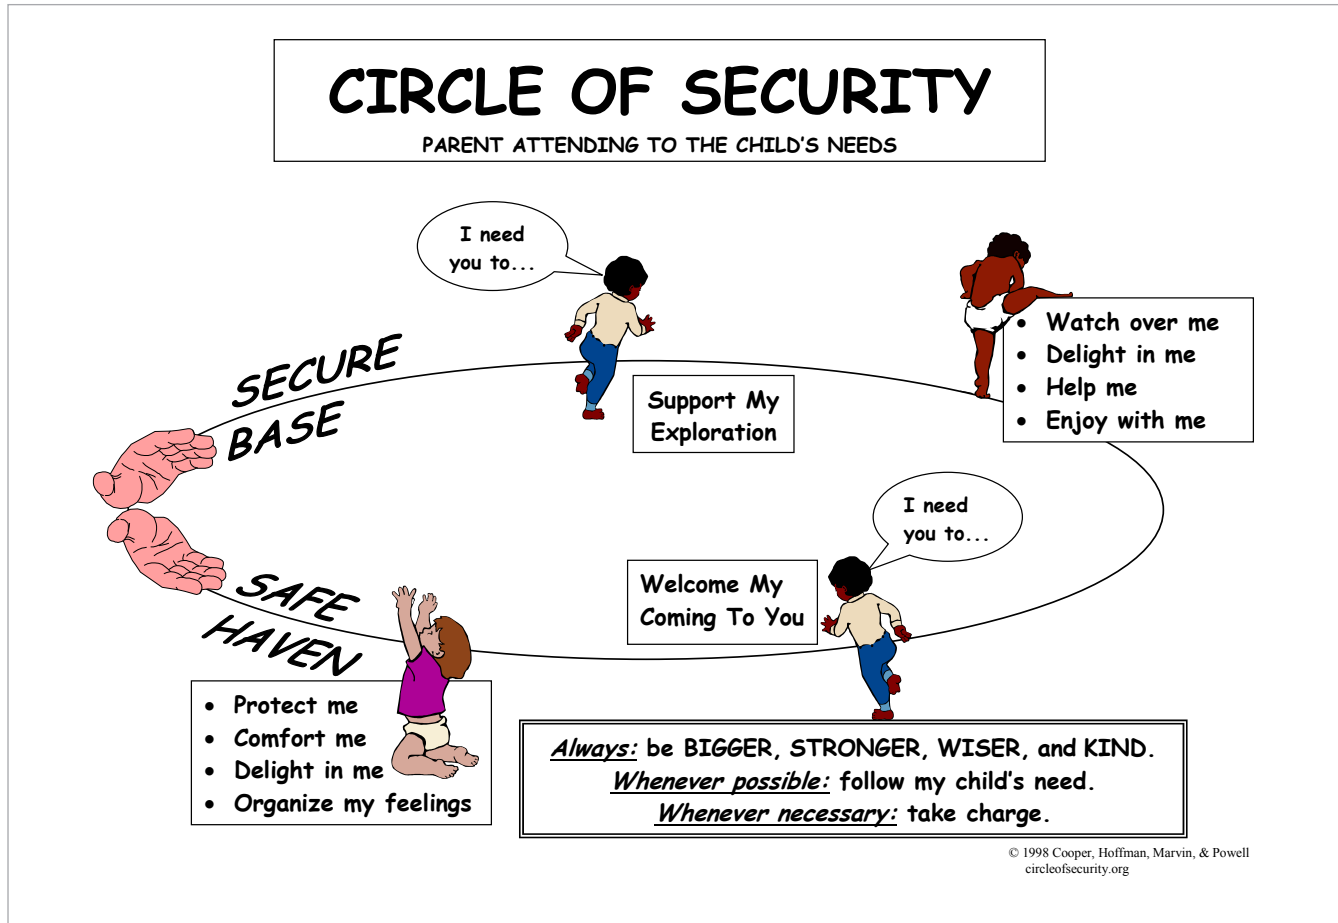 CIRCLE OF SECURITY
PARENT ATTENDING TO THE CHILD'S NEEDS
I need
you to...
SECURE
BASE
Support My
Exploration
• Watch over me
• Delight in me
• Help me
• Enjoy with me
I need
you to...
Welcome My
Coming To You
SAFE
HAVEN
• Protect me
• Comfort me
• Delight in me
• Organize my feelings
Always: be BIGGER, STRONGER, WISER, and KIND.
Whenever possible: follow my child's need.
Whenever necessary: take charge.
© 1998 Cooper, Hoffman, Marvin, & Powell
circleofsecurity.org